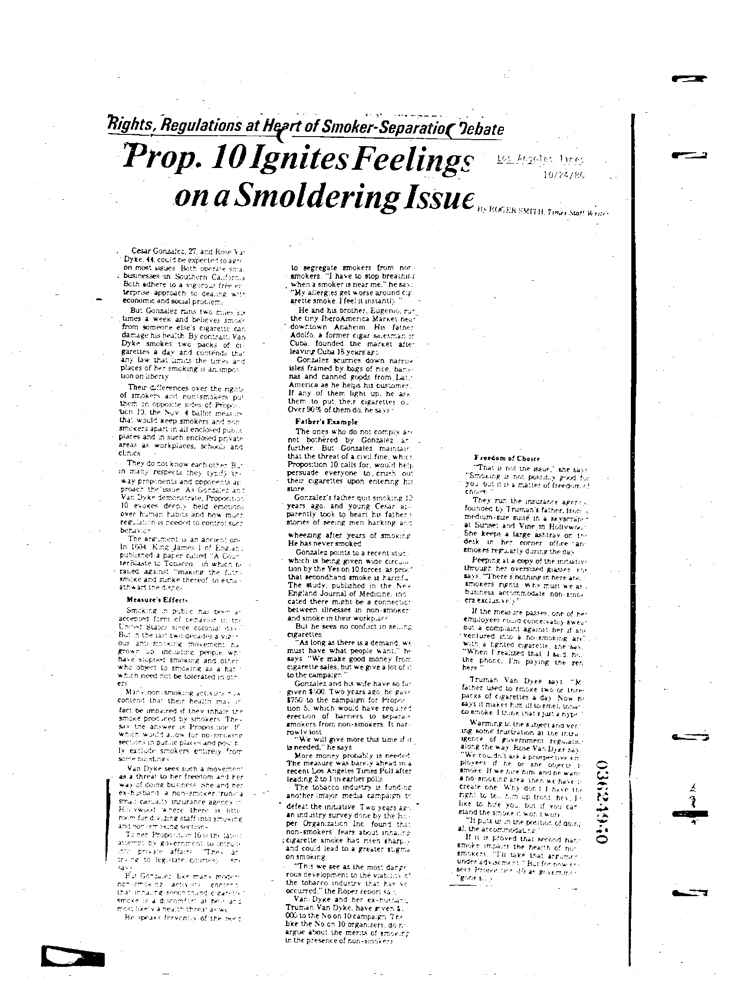 Rights, Regulations at Heart of Smoker-Separation Debate
Prop. 10 Ignites Feelings
on a Smoldering Issue
Los Angeles Times
10/24/80
By ROGER SMITH, Times Staff Writer
Cesar Gonzalez, 27, and Rose Van
Dyke, 44, could be expected to
on most issues. Both operate
businesses in Southern California
Both adhere to a vigorous free
terprise approach to dealing with
economic and social problems.
But Gonzalez runs two miles
times a week and believes smoke
from someone else's cigarette can
damage his health. By contrast, Van
Dyke smokes two packs of ci-
garettes a day and contends that
any law that limits the times and
places of her smoking is an
tion on liberty
Their differences over the rights
of smokers and nonsmokers put
them on opposite sides of
tion 10, the Nov. 4 ballot
that would keep smokers and
smokers apart in all enclosed public
places and in such enclosed private
areas as workplaces, schools and
clinics
They do not know each other. But
in many respects they typify
way proponents and opponents
proach the issue. As Gonzalez and
Van Dyke demonstrate, Proposition
10 evokes deeply held emotions
over human habits and how much
regulation is needed to control such
behavior
The argument is an ancient
In 1604, King James I of England
published a paper called "A
terblaste to Tobacco" in which he
railed against "making the
smoke and stinke thereof to
athwart the
Measure's Effects
Smoking in public has been
accepted form of behavior in the
United States since colonial
But in the last two decades a
ous anti-smoking movement has
grown up, including people who
have stopped smoking and other
who object to smoking as a
which need not be tolerated in
ers
Many non-smoking activists now
contend that their health may in
fact be impaired if they inhale the
smoke produced by smokers. They
say the answer is Proposition 10
which would allow for no-smoking
sections in public places and
ly exclude smokers entirely from
some buildings
Van Dyke sees such a movement
as a threat to her freedom and her
way of doing business. She and her
ex-husband, a non-smoker, run a
small casualty insurance agency in
Hollywood where there is little
room for dividing staff into smoking
and non-smoking sections
To her Proposition 10 is the latest
attempt by government to intrude
into private affairs. "They
trying to legislate courtesy,"
says
But Gonzalez, like many modern
non-smoking activists, contends
that inhaling secondhand cigarette
smoke is a discomfort at best and
most likely a health threat as well
He speaks fervently of the need
to segregate smokers from non-
smokers. "I have to stop breathing
when a smoker is near me," he says
"My allergies get worse around
arette smoke. I feel it instantly."
He and his brother, Eugenio, run
the tiny IberoAmerica Market near
downtown Anaheim. His father
Adolfo, a former cigar salesman in
Cuba, founded the market after
leaving Cuba 18 years ago.
Gonzalez scurries down narrow
isles framed by bags of rice,
nas and canned goods from Latin
America as he helps his customers.
If any of them light up, he asks
them to put their cigarettes out
Over 90% of them do, he says
Father's Example
The ones who do not comply are
not bothered by Gonzalez any
further. But Gonzalez maintains
that the threat of a civil fine, which
Proposition 10 calls for, would help
persuade everyone to crush out
their cigarettes upon entering his
store.
Gonzalez's father quit smoking 12
years ago, and young Cesar ap-
parently took to heart his father's
stories of seeing men hacking and
wheezing after years of smoking
He has never smoked
Gonzalez points to a recent study,
which is being given wide circula-
tion by the Yes on 10 forces as proof
that secondhand smoke is harmful.
The study, published in the New
England Journal of Medicine, indi-
cated there might be a connection
between illnesses in non-smokers
and smoke in their workplace
But he sees no conflict in selling
cigarettes
"As long as there is a demand, we
must have what people want," he
says "We make good money from
cigarette sales, but we give a lot of it
to the campaign."
Gonzalez and his wife have so far
given $500. Two years ago, he gave
$750 to the campaign for Proposi-
tion 5, which would have required
erection of barriers to separate
smokers from non-smokers. It nar-
rowly lost
"We will give more this time if it
is needed," he says
More money probably is needed
The measure was barely ahead in a
recent Los Angeles Times Poll after
leading 2 to 1 in earlier polls
The tobacco industry is funding
another major media campaign to
defeat the initiative. Two years ago,
an industry survey done by the Ro-
per Organization Inc. found that
non-smokers' fears about inhaling
cigarette smoke had risen sharply
and could lead to a greater stigma
on smoking
"This we see as the most dange-
rous development to the viability of
the tobacco industry that has yet
occurred," the Roper report said.
Van Dyke and her ex-husband,
Truman Van Dyke, have given
000 to the No on 10 campaign. They
like the No on 10 organizers, do not
argue about the merits of smoking
in the presence of non-smokers
Freedom of Choice
"That is not the issue," she says
"Smoking is not possibly good for
you but it is a matter of freedom of
choice."
They run the insurance agency,
founded by Truman's father, from a
medium-size suite in a skyscraper
at Sunset and Vine in Hollywood.
She keeps a large ashtray on the
desk in her corner office and
smokes regularly during the day
Peeping at a copy of the initiative
through her oversized glasses, she
says, "There's nothing in here about
smokers' rights. Why must we as a
business accommodate non-smok-
ers exclusively?"
If the measure passes, one of her
employees could conceivably swear
out a complaint against her if she
ventured into a no-smoking area
with a lighted cigarette, she says.
"When I realized that I said,
the phone, I'm paying the rent
here."
Truman Van Dyke says "My
father used to smoke two or three
packs of cigarettes a day. Now he
says it makes him ill to smell tobac-
co smoke. I think that's just a hype."
Warming to the subject and vent-
ing some frustration at the intru-
gence of government regulations
along the way, Rose Van Dyke says
"We couldn't ask a prospective em-
ployees if he or she objects to
smoke. If we hire him and he wants
a no-smoking area, then we have to
create one. Why don't I have the
right to tell him up front, hey, I'd
like to hire you, but if you can't
stand the smoke it won't work
"It puts us in the position of doing
all the accommodating."
If it is proved that second hand
smoke impairs the health of non-
smokers, "I'll take that argument
under advisement." But for now she
sees Proposition 10 as government
03624930